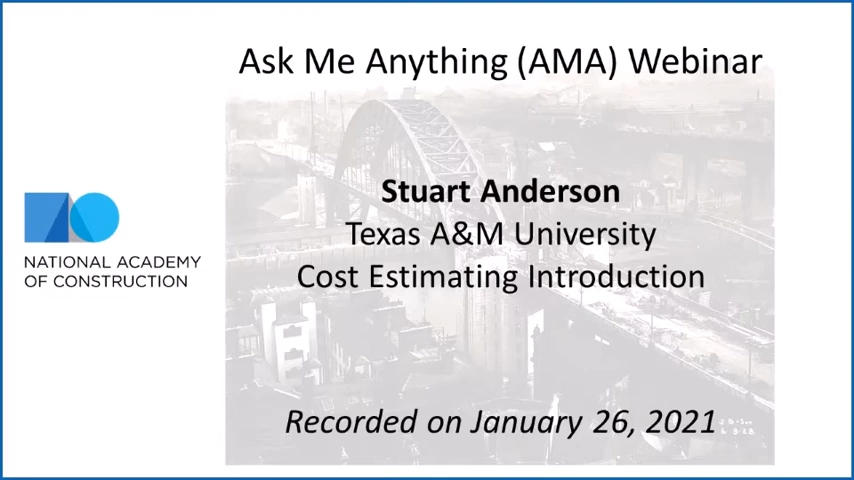 Ask Me Anything (AMA) Webinar
Stuart Anderson
Texas A&M University
Cost Estimating Introduction
NATIONAL ACADEMY
OF CONSTRUCTION
Recorded on January 26, 2021